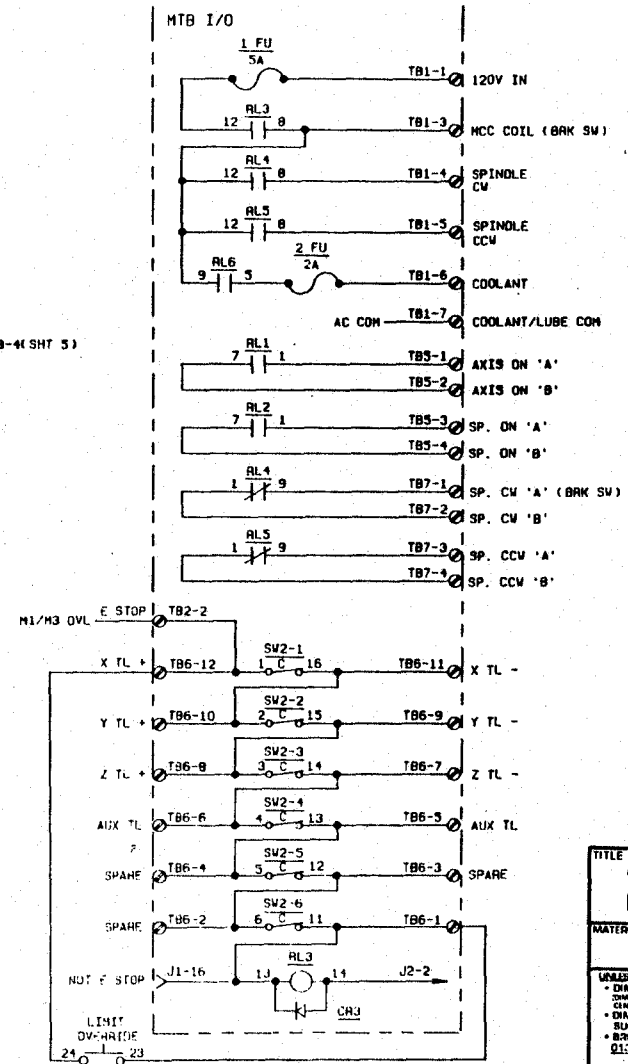 MTB I/O
1 FU
5A
TB1-1 120V IN
RL3
12 8 TB1-3 MCC COIL (BRK SW)
RL4
12 8 TB1-4 SPINDLE
CW
RL5
12 8 TB1-5 SPINDLE
CCW
RL6
2 FU
2A
9 5 TB1-6 COOLANT
AC COM TB1-7 COOLANT/LUBE COM
-4(SHT 5)
RL1
7 1 TB5-1 AXIS ON 'A'
TB5-2 AXIS ON 'B'
RL2
7 1 TB5-3 SP. ON 'A'
TB5-4 SP. ON 'B'
RL4
1 9 TB7-1 SP. CW 'A' (BRK SW)
TB7-2 SP. CW 'B'
RL5
1 9 TB7-3 SP. CCW 'A'
TB7-4 SP. CCW 'B'
M1/M3 OVL E STOP TB2-2
SW2-1
X TL + TB6-12 1 C 16 TB6-11 X TL -
SW2-2
Y TL + TB6-10 2 C 15 TB6-9 Y TL -
SW2-3
Z TL + TB6-8 3 C 14 TB6-7 Z TL -
SW2-4
AUX TL TB6-6 4 C 13 TB6-5 AUX TL
SW2-5
SPARE TB6-4 5 C 12 TB6-3 SPARE
SW2-6
SPARE TB6-2 6 C 11 TB6-1
RL3
NOT E STOP J1-16 13 14 J2-2
CR3
LIMIT
OVERRIDE
24 23
TITLE
MATER
UNLES